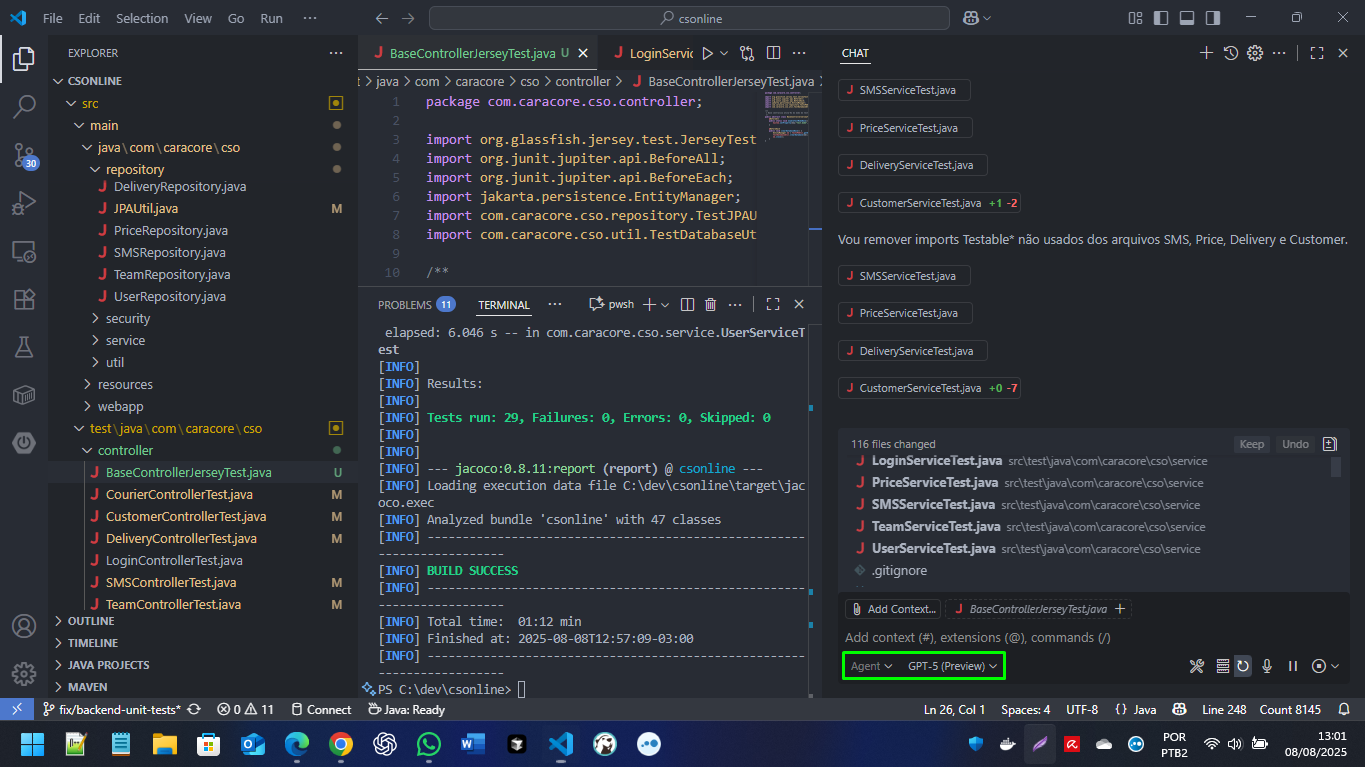 File Edit Selection View Go Run ···
csonline
EXPLORER ···
CSONLINE
src
main
java\com\caracore\cso
repository
DeliveryRepository.java
JPAUtil.java M
PriceRepository.java
SMSRepository.java
TeamRepository.java
UserRepository.java
security
service
util
resources
webapp
test\java\com\caracore\cso
controller
BaseControllerJerseyTest.java U
CourierControllerTest.java M
CustomerControllerTest.java M
DeliveryControllerTest.java M
LoginControllerTest.java
SMSControllerTest.java M
TeamControllerTest.java M
OUTLINE
TIMELINE
JAVA PROJECTS
MAVEN
30
BaseControllerJerseyTest.java U
LoginServic
t > java > com > caracore > cso > controller > BaseControllerJerseyTest.java >
1 package com.caracore.cso.controller;
2
3 import org.glassfish.jersey.test.JerseyTest
4 import org.junit.jupiter.api.BeforeAll;
5 import org.junit.jupiter.api.BeforeEach;
6 import jakarta.persistence.EntityManager;
7 import com.caracore.cso.repository.TestJPAU
8 import com.caracore.cso.util.TestDatabaseUt
9
10 /**
PROBLEMS 11 TERMINAL ··· pwsh
elapsed: 6.046 s -- in com.caracore.cso.service.UserServiceT
est
[INFO]
[INFO] Results:
[INFO]
[INFO] Tests run: 29, Failures: 0, Errors: 0, Skipped: 0
[INFO]
[INFO]
[INFO] --- jacoco:0.8.11:report (report) @ csonline ---
[INFO] Loading execution data file C:\dev\csonline\target\jac
oco.exec
[INFO] Analyzed bundle 'csonline' with 47 classes
[INFO] ------------------------------------------------------
------------------
[INFO] BUILD SUCCESS
[INFO] ------------------------------------------------------
------------------
[INFO] Total time:  01:12 min
[INFO] Finished at: 2025-08-08T12:57:09-03:00
[INFO] ------------------------------------------------------
------------------
PS C:\dev\csonline>
CHAT
SMSServiceTest.java
PriceServiceTest.java
DeliveryServiceTest.java
CustomerServiceTest.java +1 -2
Vou remover imports Testable* não usados dos arquivos SMS, Price, Delivery e Customer.
SMSServiceTest.java
PriceServiceTest.java
DeliveryServiceTest.java
CustomerServiceTest.java +0 -7
116 files changed Keep Undo
LoginServiceTest.java src\test\java\com\caracore\cso\service
PriceServiceTest.java src\test\java\com\caracore\cso\service
SMSServiceTest.java src\test\java\com\caracore\cso\service
TeamServiceTest.java src\test\java\com\caracore\cso\service
UserServiceTest.java src\test\java\com\caracore\cso\service
.gitignore
Add Context... BaseControllerJerseyTest.java +
Add context (#), extensions (@), commands (/)
Agent GPT-5 (Preview)
fix/backend-unit-tests* 0 11 Connect Java: Ready
Ln 26, Col 1 Spaces: 4 UTF-8 {} Java Line 248 Count 8145
POR
PTB2
13:01
08/08/2025